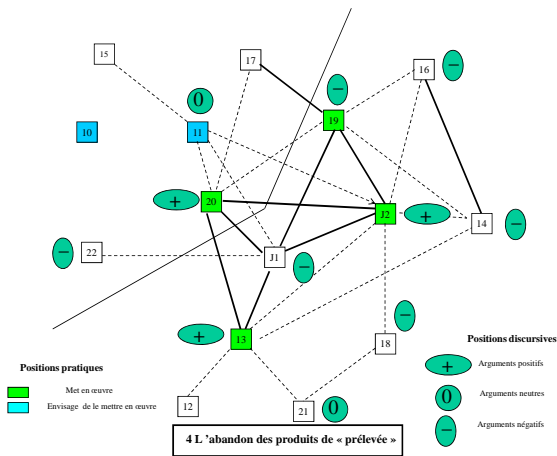 15
17
16
0
19
10
11
20
+
J2
+
14
22
J1
+
13
18
Positions discursives
+
Arguments positifs
Positions pratiques
Met en œuvre
Envisage de le mettre en œuvre
0
Arguments neutres
12
21
0
Arguments négatifs
4 L ’abandon des produits de « prélevée »